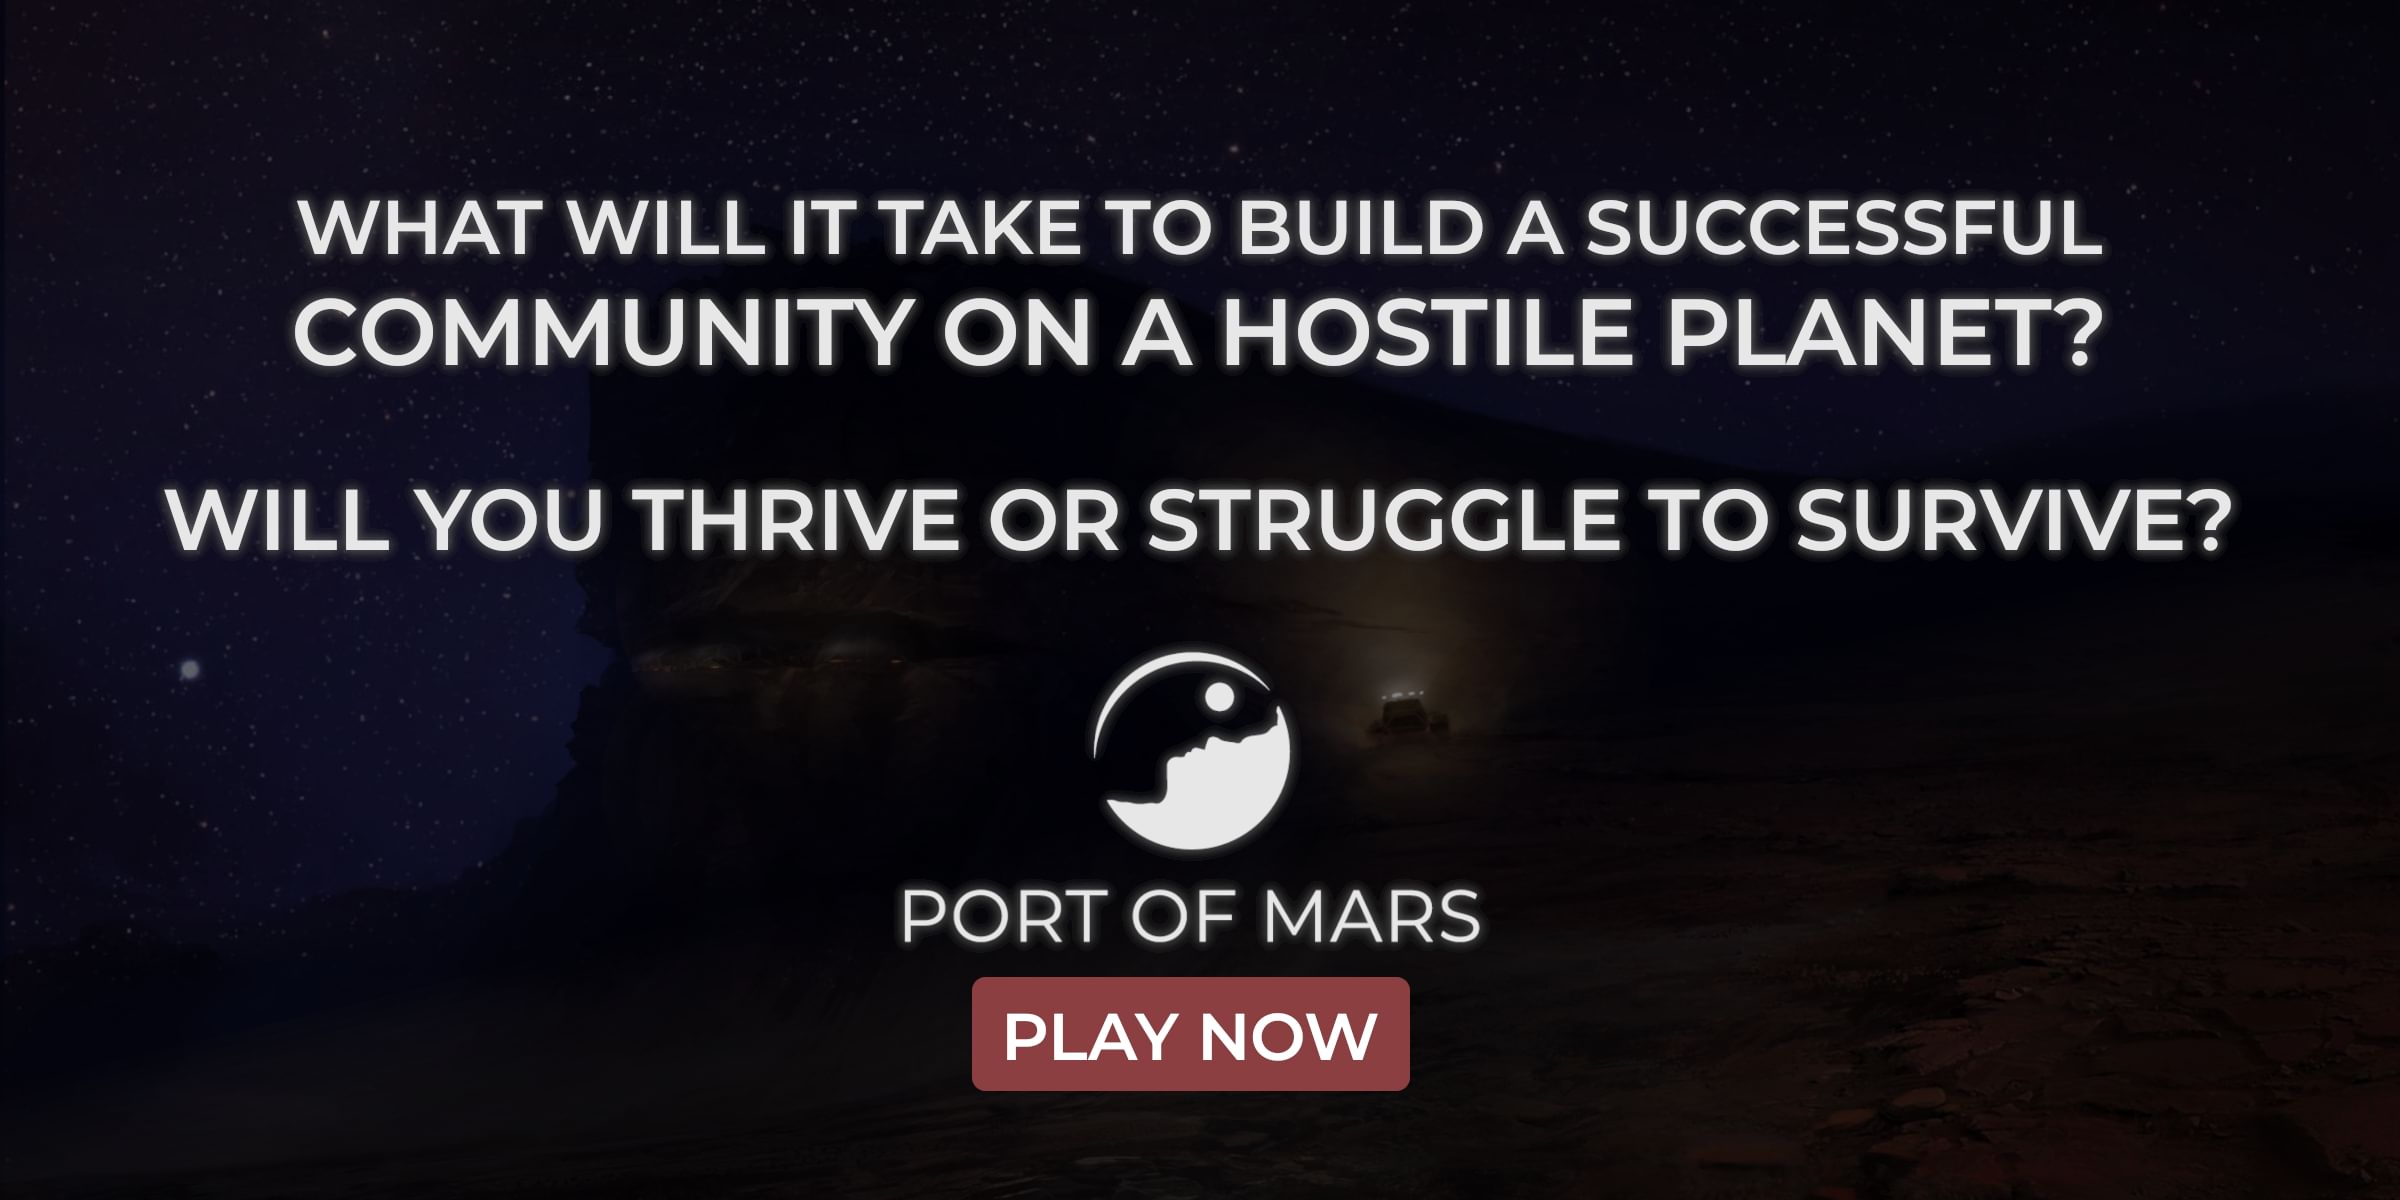 WHAT WILL IT TAKE TO BUILD A SUCCESSFUL
COMMUNITY ON A HOSTILE PLANET?
WILL YOU THRIVE OR STRUGGLE TO SURVIVE?
PORT OF MARS
PLAY NOW